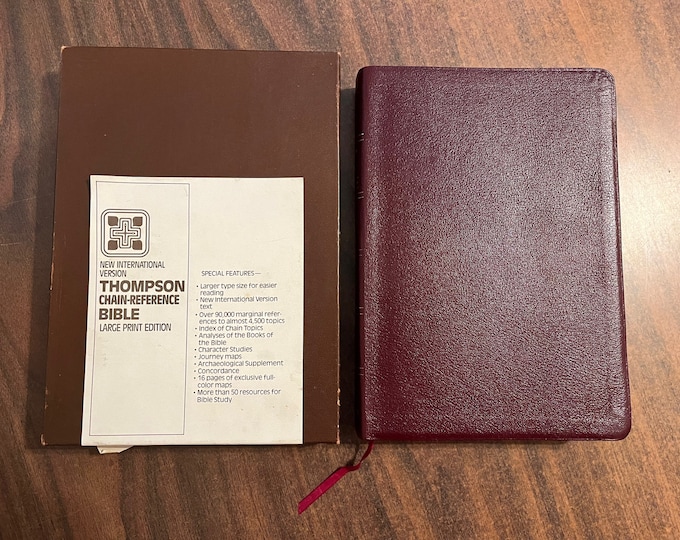 NEW INTERNATIONAL
VERSION
THOMPSON
CHAIN-REFERENCE
BIBLE
LARGE PRINT EDITION
SPECIAL FEATURES—
• Larger type size for easier
reading
• New International Version
text
• Over 90,000 marginal refer-
ences to almost 4,500 topics
• Index of Chain Topics
• Analyses of the Books of
the Bible
• Character Studies
• Journey maps
• Archaeological Supplement
• Concordance
• 16 pages of exclusive full-
color maps
• More than 50 resources for
Bible Study